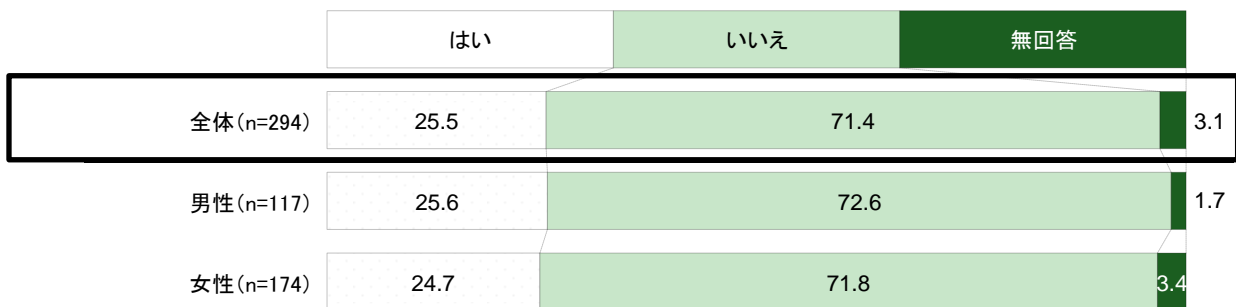 はい いいえ 無回答
全体(n=294) 25.5 71.4 3.1
男性(n=117) 25.6 72.6 1.7
女性(n=174) 24.7 71.8 3.4